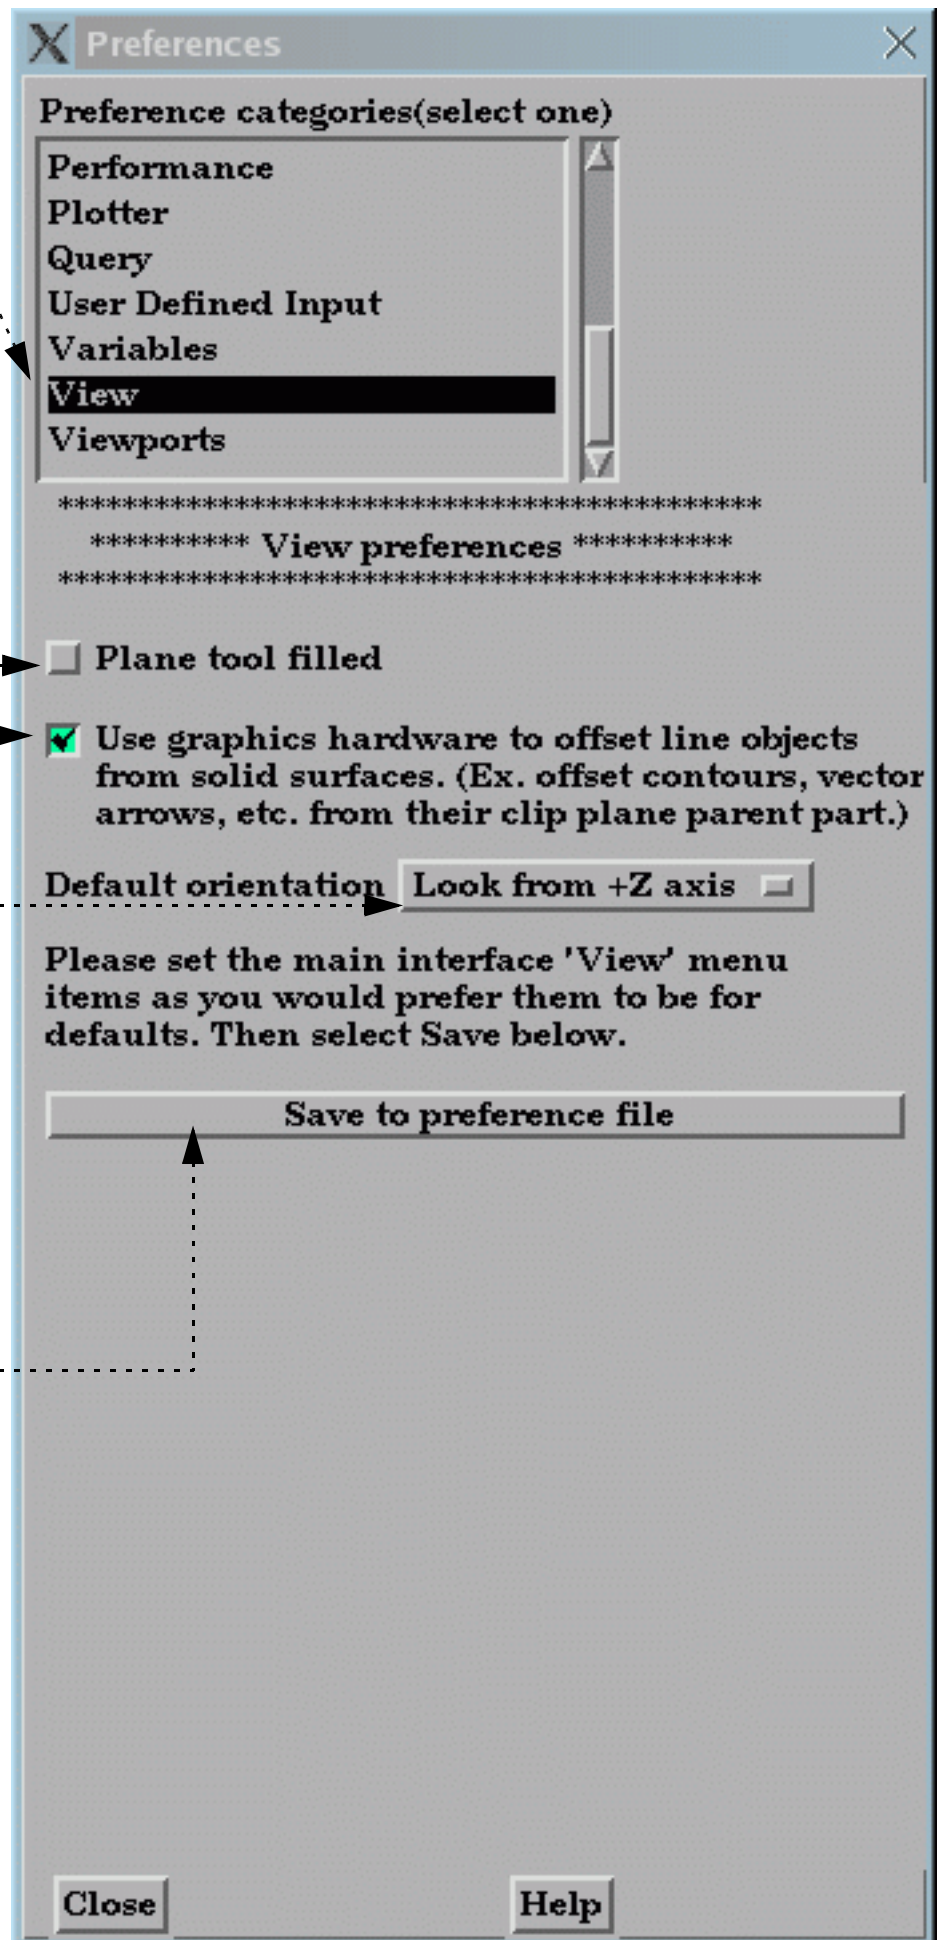 Preferences
Preference categories(select one)
Performance
Plotter
Query
User Defined Input
Variables
View
Viewports
********************************************
********** View preferences **********
********************************************
Plane tool filled
Use graphics hardware to offset line objects
from solid surfaces. (Ex. offset contours, vector
arrows, etc. from their clip plane parent part.)
Default orientation Look from +Z axis
Please set the main interface 'View' menu
items as you would prefer them to be for
defaults. Then select Save below.
Save to preference file
Close Help